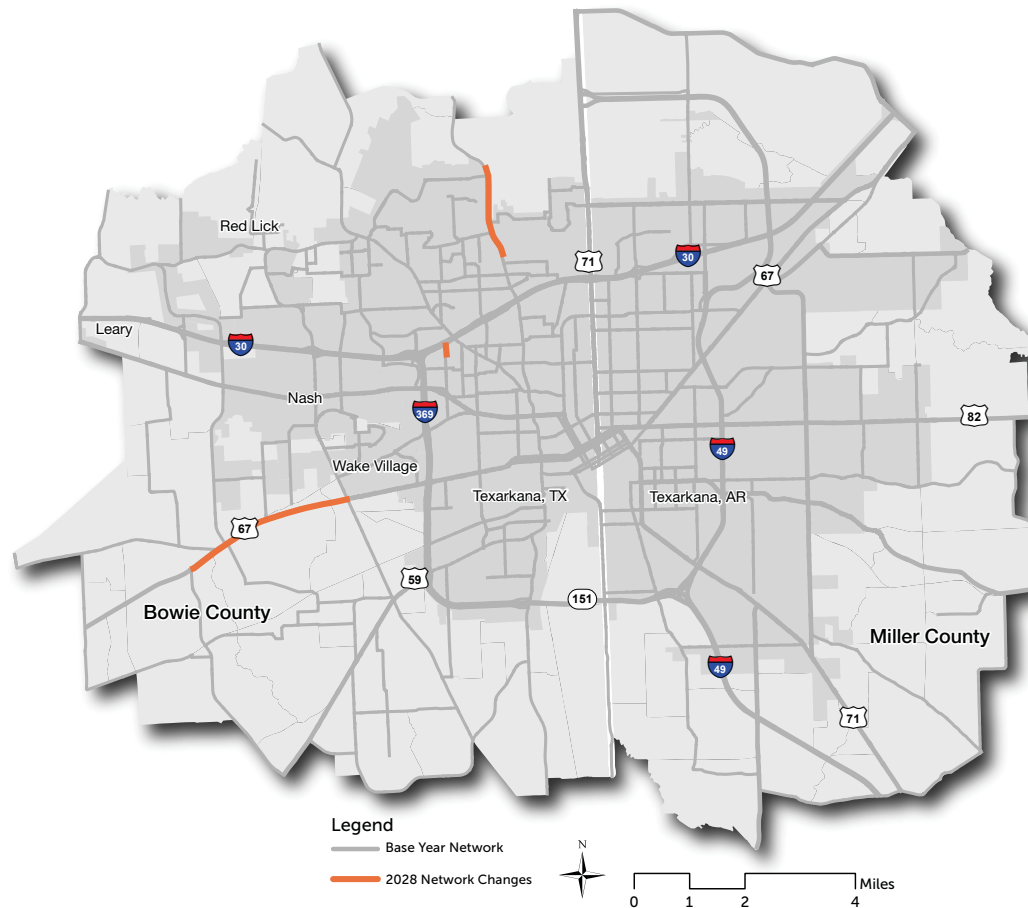 Red Lick
71
30
67
Leary
30
Nash
369
82
Wake Village
49
Texarkana, TX
Texarkana, AR
67
59
151
Bowie County
Miller County
49
71
Legend
Base Year Network
2028 Network Changes
N
Miles
0 1 2 4